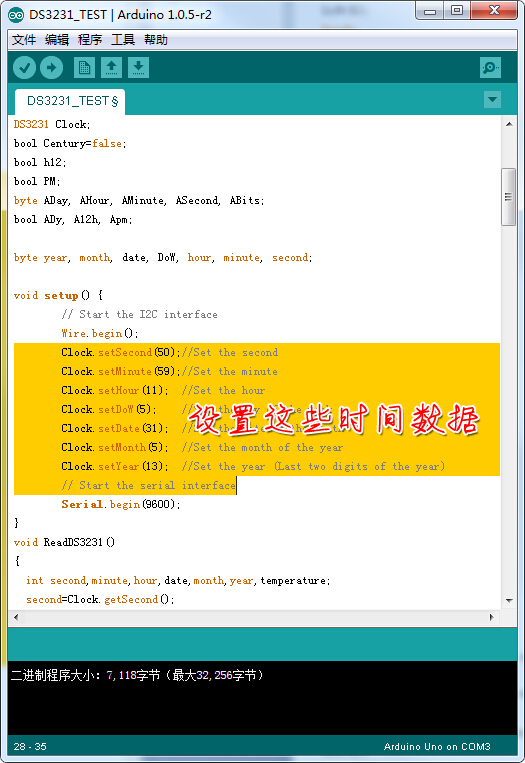 DS3231_TEST | Arduino 1.0.5-r2
文件 编辑 程序 工具 帮助
DS3231_TEST §
DS3231 Clock;
bool Century=false;
bool h12;
bool PM;
byte ADay, AHour, AMinute, ASecond, ABits;
bool ADy, A12h, Apm;
byte year, month, date, DoW, hour, minute, second;
void setup() {
// Start the I2C interface
Wire.begin();
Clock.setSecond(50);//Set the second
Clock.setMinute(59);//Set the minute
Clock.setHour(11);  //Set the hour
Clock.setDoW(5);
Clock.setDate(31);
设置这些时间数据
Clock.setMonth(5);  //Set the month of the year
Clock.setYear(13);  //Set the year (Last two digits of the year)
// Start the serial interface
Serial.begin(9600);
}
void ReadDS3231()
{
int second,minute,hour,date,month,year,temperature;
second=Clock.getSecond();
二进制程序大小：7,118字节（最大32,256字节）
28 - 35
Arduino Uno on COM3